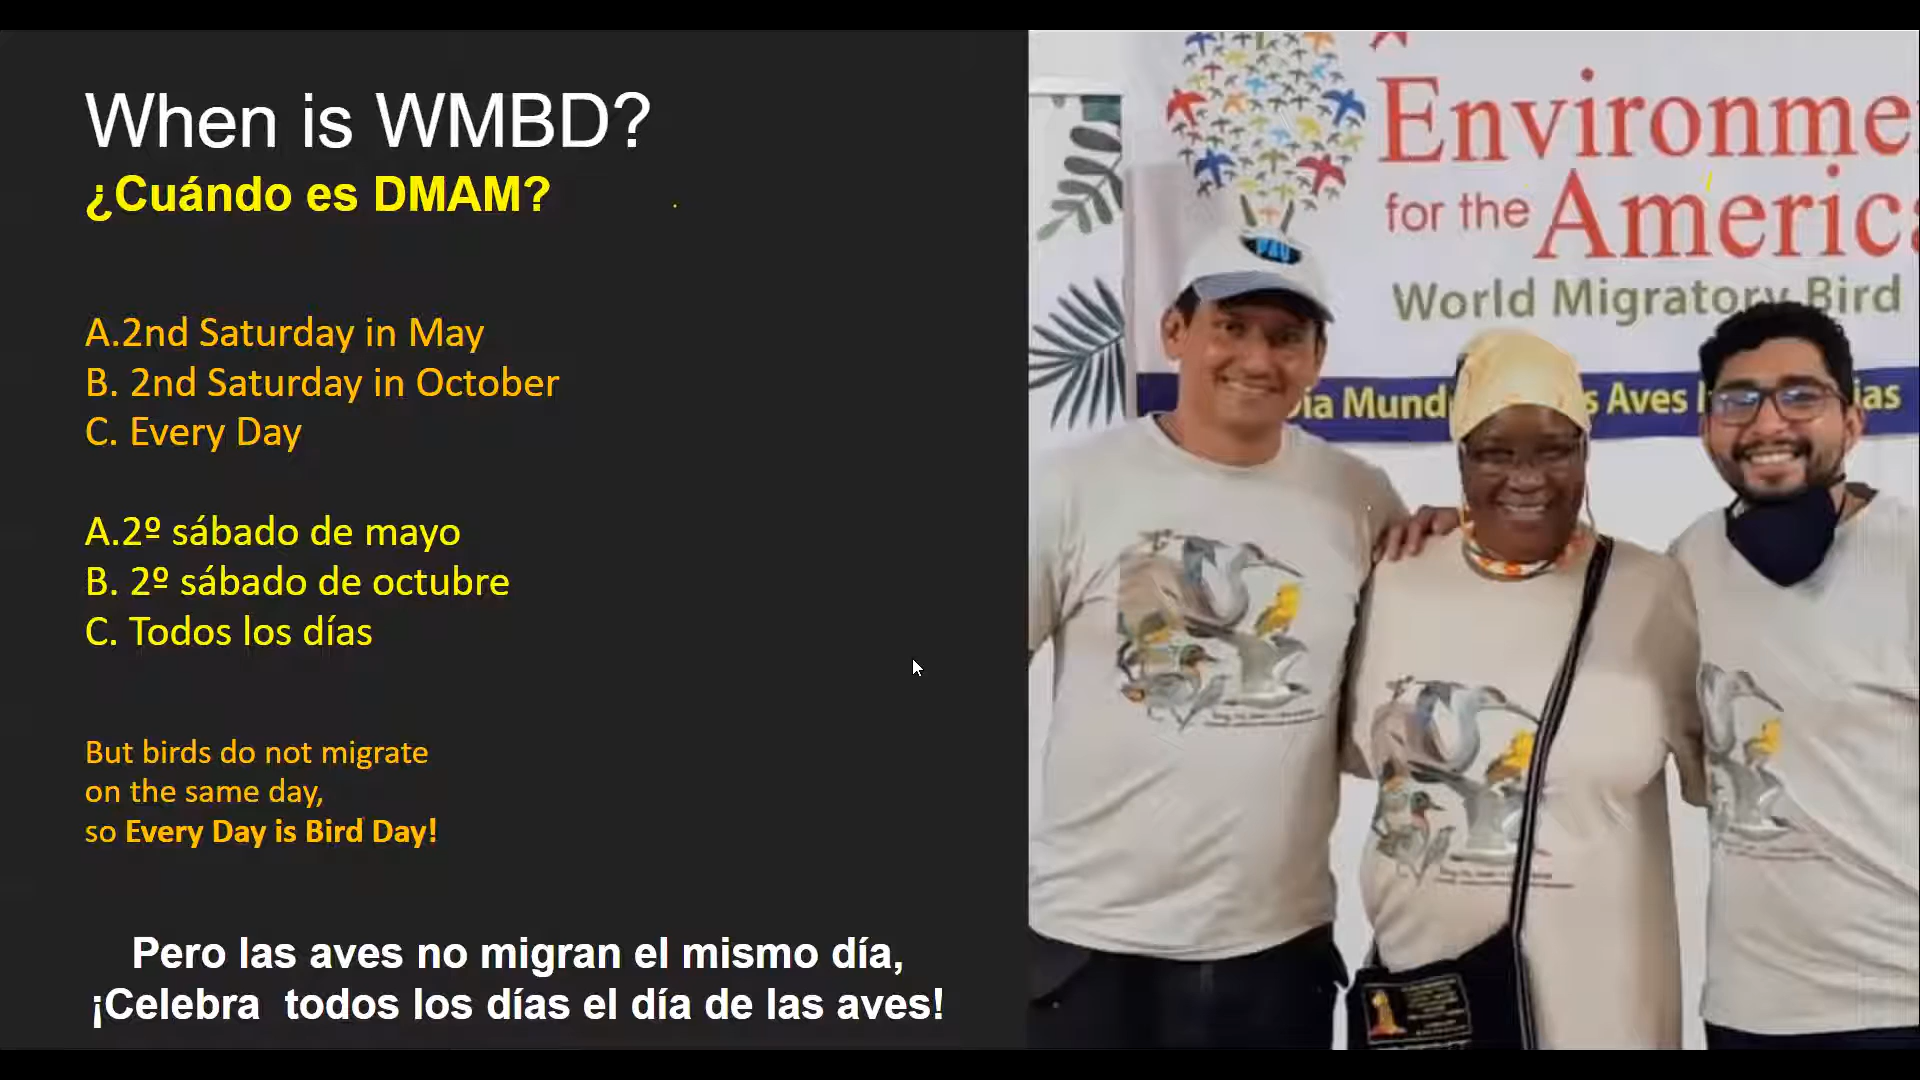 When is WMBD?
¿Cuándo es DMAM?
A.2nd Saturday in May
B. 2nd Saturday in October
C. Every Day
A.2º sábado de mayo
B. 2º sábado de octubre
C. Todos los días
But birds do not migrate
on the same day,
so Every Day is Bird Day!
Pero las aves no migran el mismo día,
¡Celebra  todos los días el día de las aves!
Environme
for the Americ
World Migratory Bird
Día Mund s Aves ias